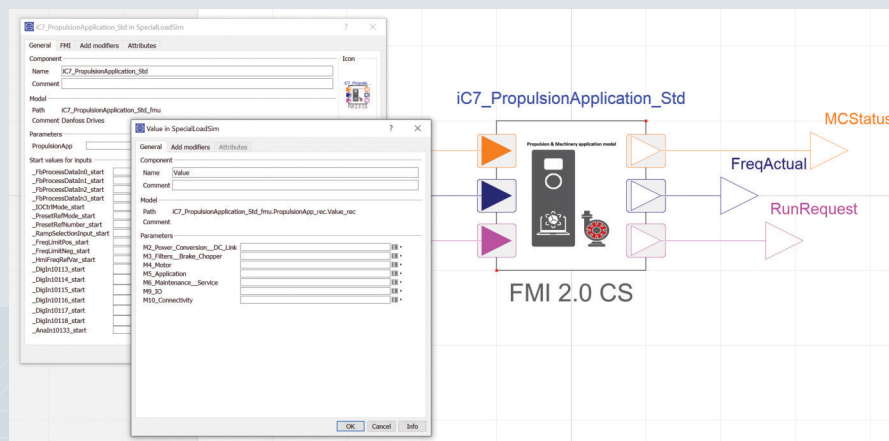 iC7_PropulsionApplication_Std in SpecialLoadSim ? ×
General FMI Add modifiers Attributes
Component
Icon
Name iC7_PropulsionApplication_Std
Comment
Model
Path iC7_PropulsionApplication_Std_fmu
Comment Danfoss Drives
Parameters
PropulsionApp
Start values for inputs
_FbProcessDataIn0_start
_FbProcessDataIn1_start
_FbProcessDataIn2_start
_FbProcessDataIn3_start
_IOCtrlMode_start
_PresetRefMode_start
_PresetRefNumber_start
_RampSelectionInput_start
_FreqLimitPos_start
_FreqLimitNeg_start
_HmiFreqRefVar_start
_DigIn10113_start
_DigIn10114_start
_DigIn10115_start
_DigIn10116_start
_DigIn10117_start
_DigIn10118_start
_AnaIn10133_start
Value in SpecialLoadSim ? ×
General Add modifiers Attributes
Component
Name Value
Comment
Model
Path iC7_PropulsionApplication_Std_fmu.PropulsionApp_rec.Value_rec
Comment
Parameters
M2_Power_Conversion__DC_Link
M3_Filters__Brake_Chopper
M4_Motor
M5_Application
M6_Maintenance__Service
M9_IO
M10_Connectivity
OK Cancel Info
iC7_PropulsionApplication_Std
Propulsion & Machinery application model
MCStatus
FreqActual
RunRequest
FMI 2.0 CS